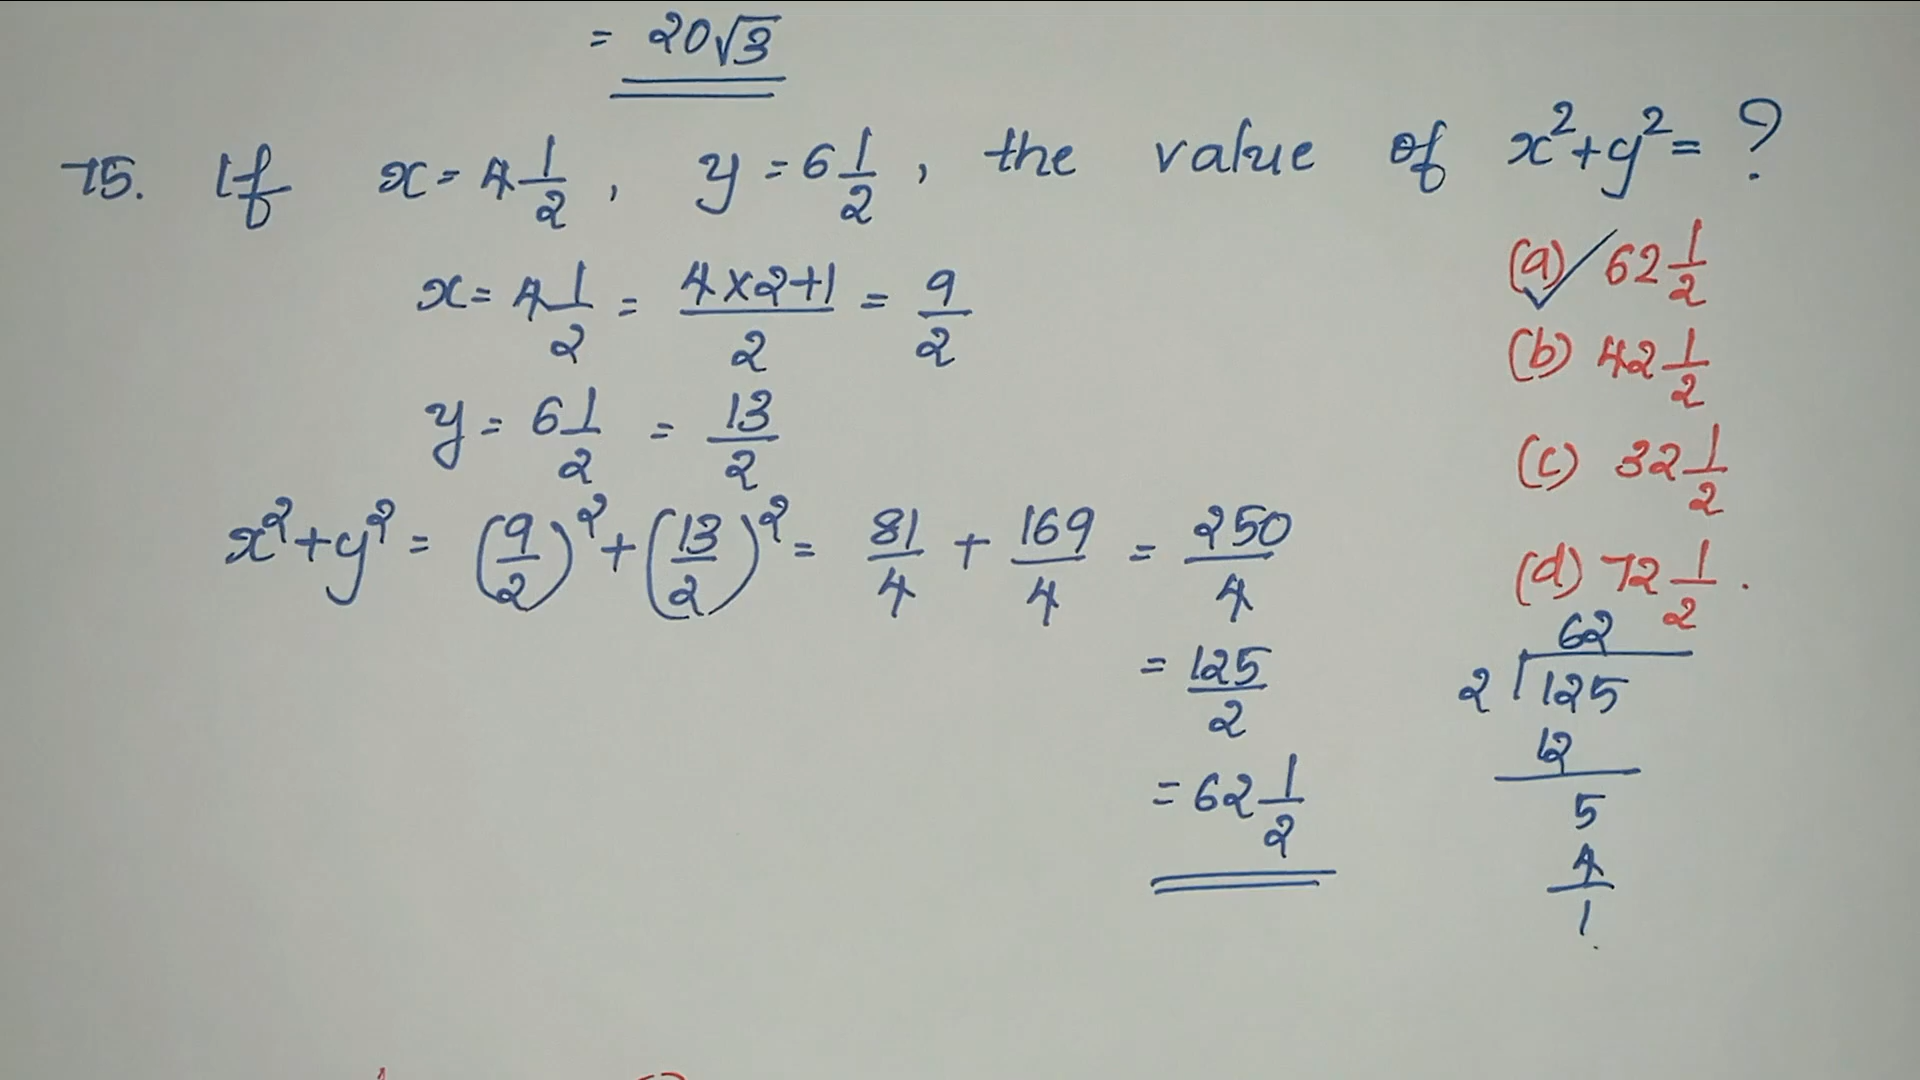 = 20√3
75. If x = 4 1/2, y = 6 1/2, the value of x²+y² = ?
(a) 62 1/2
x = 4 1/2 = (4×2+1)/2 = 9/2
(b) 42 1/2
y = 6 1/2 = 13/2
(c) 32 1/2
x²+y² = (9/2)² + (13/2)² = 81/4 + 169/4 = 250/4
(d) 72 1/2.
= 125/2
= 62 1/2
62
2 125
12
5
4
1